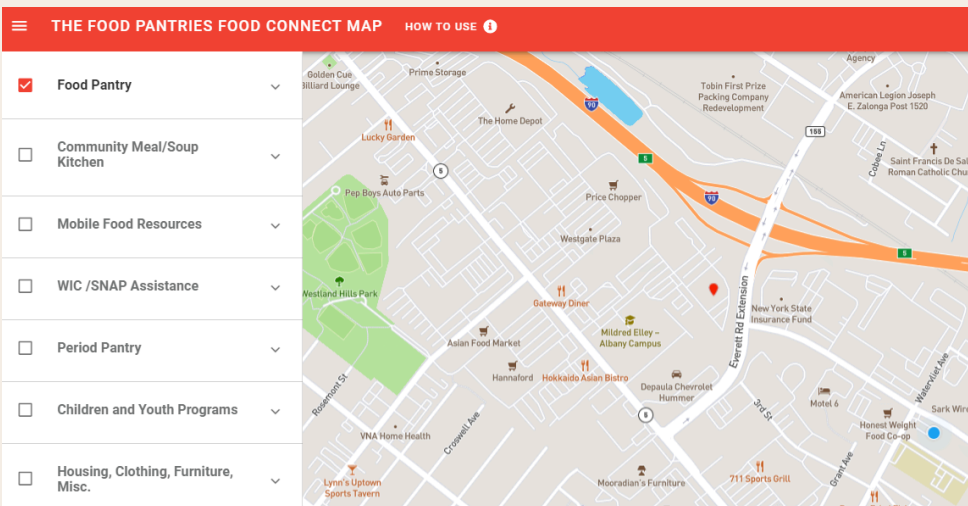 THE FOOD PANTRIES FOOD CONNECT MAP
HOW TO USE
Food Pantry
Community Meal/Soup
Kitchen
Mobile Food Resources
WIC /SNAP Assistance
Period Pantry
Children and Youth Programs
Housing, Clothing, Furniture,
Misc.
Golden Cue
Billiard Lounge
Prime Storage
Agency
Tobin First Prize
Packing Company
Redevelopment
American Legion Joseph
E. Zalonga Post 1520
90
The Home Depot
Lucky Garden
155
5
5
Cobee Ln
Saint Francis De Sal
Roman Catholic Chu
Pep Boys Auto Parts
Price Chopper
90
Westgate Plaza
5
Westland Hills Park
Gateway Diner
Everett Rd Extension
New York State
Insurance Fund
Mildred Elley –
Albany Campus
Asian Food Market
Hannaford
Hokkaido Asian Bistro
Depaula Chevrolet
Hummer
Rosemont St
Watervliet Ave
Motel 6
3rd St
Sark Wire
5
Honest Weight
Food Co-op
VNA Home Health
Croswell Ave
Grant Ave
Lynn's Uptown
Sports Tavern
Mooradian's Furniture
711 Sports Grill